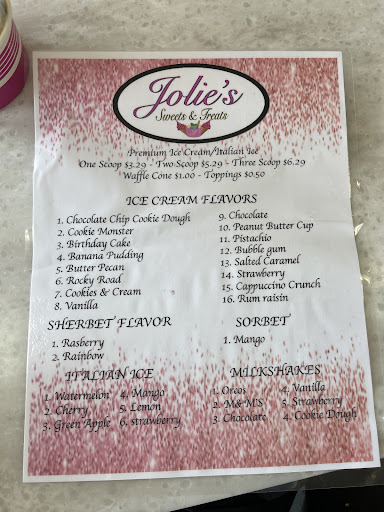 Jolie's
Sweets & Treats
Premium Ice Cream/Italian Ice
One Scoop $3.29 - Two Scoop $5.29 - Three Scoop $6.29
Waffle Cone $1.00 - Toppings $0.50
ICE CREAM FLAVORS
1. Chocolate Chip Cookie Dough
2. Cookie Monster
3. Birthday Cake
4. Banana Pudding
5. Butter Pecan
6. Rocky Road
7. Cookies & Cream
8. Vanilla
9. Chocolate
10. Peanut Butter Cup
11. Pistachio
12. Bubble gum
13. Salted Caramel
14. Strawberry
15. Cappuccino Crunch
16. Rum raisin
SHERBET FLAVOR
1. Rasberry
2. Rainbow
SORBET
1. Mango
ITALIAN ICE
1. Watermelon
2. Cherry
3. Green Apple
4. Mango
5. Lemon
6. strawberry
MILKSHAKES
1. Oreos
2. M&M'S
3. Chocolate
4. Vanilla
5. Strawberry
4. Cookie Dough